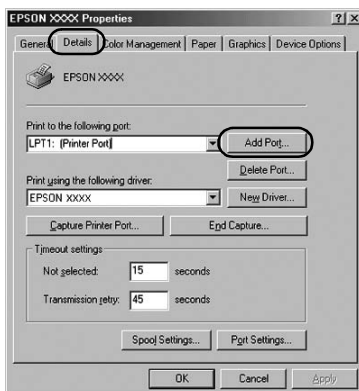 EPSON XXXX Properties
General Details Color Management Paper Graphics Device Options
EPSON XXXX
Print to the following port:
LPT1: (Printer Port) Add Port...
Delete Port...
Print using the following driver:
EPSON XXXX New Driver...
Capture Printer Port... End Capture...
Timeout settings
Not selected: 15 seconds
Transmission retry: 45 seconds
Spool Settings... Port Settings...
OK Cancel Apply